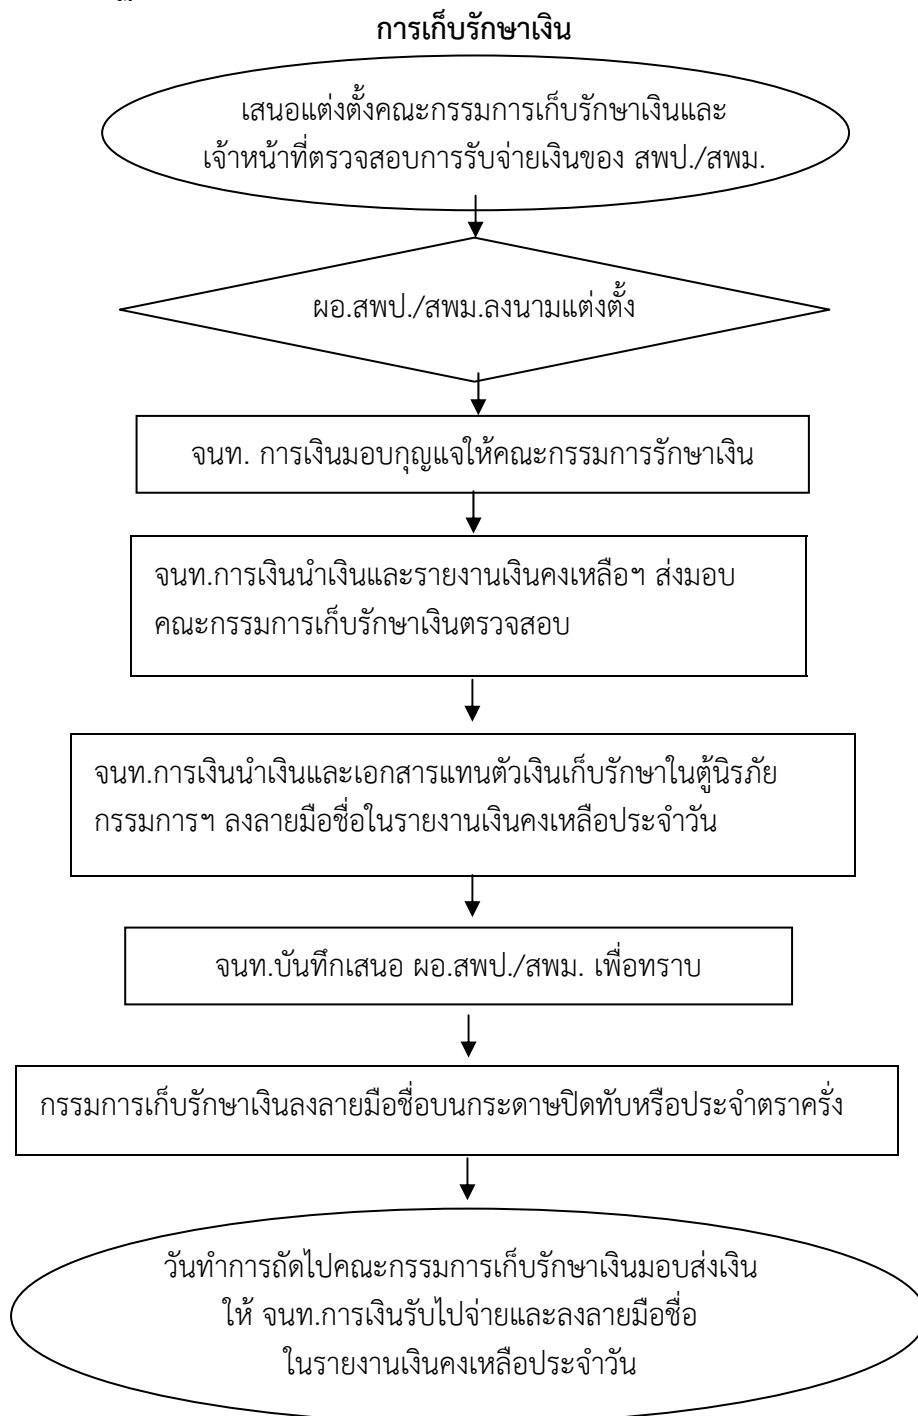 การเก็บรักษาเงิน
เสนอแต่งตั้งคณะกรรมการเก็บรักษาเงินและ
เจ้าหน้าที่ตรวจสอบการรับจ่ายเงินของ สพป./สพม.
ผอ.สพป./สพม.ลงนามแต่งตั้ง
จนท. การเงินมอบกุญแจให้คณะกรรมการรักษาเงิน
จนท.การเงินนำเงินและรายงานเงินคงเหลือฯ ส่งมอบ
คณะกรรมการเก็บรักษาเงินตรวจสอบ
จนท.การเงินนำเงินและเอกสารแทนตัวเงินเก็บรักษาในตู้นิรภัย
กรรมการฯ ลงลายมือชื่อในรายงานเงินคงเหลือประจำวัน
จนท.บันทึกเสนอ ผอ.สพป./สพม. เพื่อทราบ
กรรมการเก็บรักษาเงินลงลายมือชื่อบนกระดาษปิดทับหรือประจำตราครั่ง
วันทำการถัดไปคณะกรรมการเก็บรักษาเงินมอบส่งเงิน
ให้ จนท.การเงินรับไปจ่ายและลงลายมือชื่อ
ในรายงานเงินคงเหลือประจำวัน